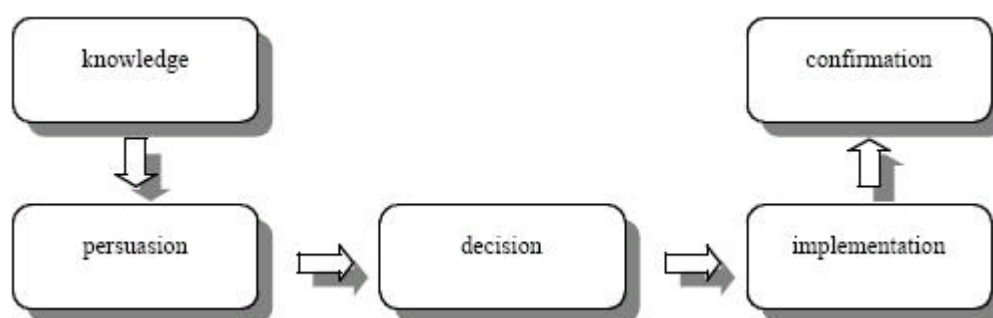 knowledge
confirmation
persuasion
decision
implementation